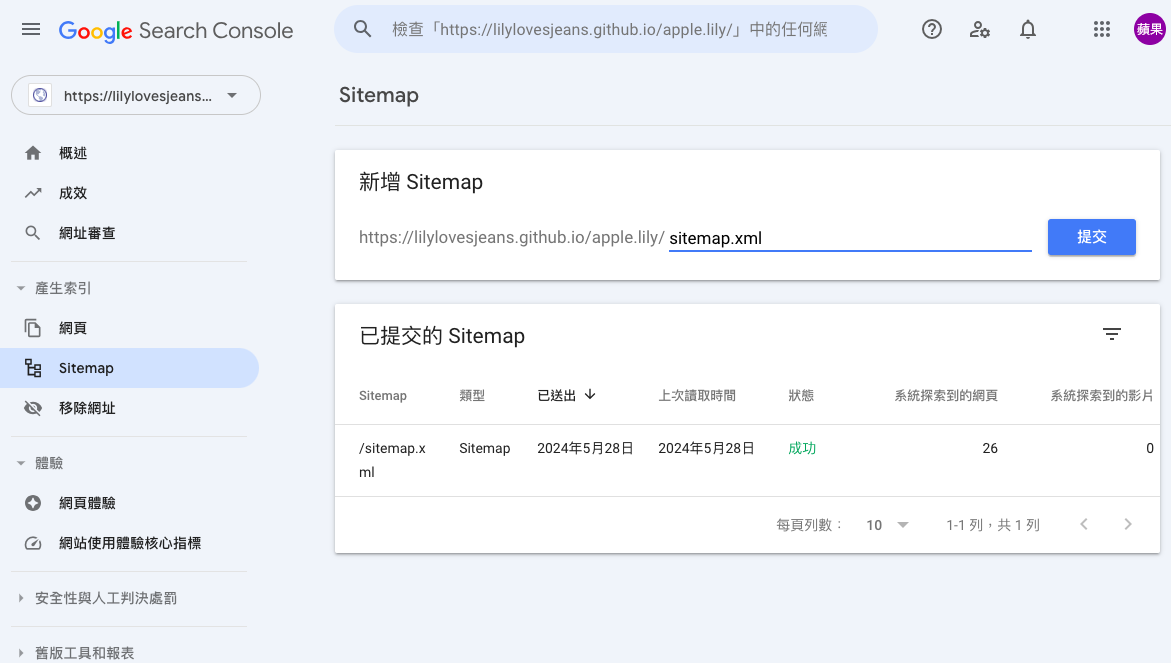 Google Search Console
檢查「https://lilylovesjeans.github.io/apple.lily/」中的任何網
蘋果
https://lilylovesjeans...
Sitemap
概述
成效
網址審查
產生索引
網頁
Sitemap
移除網址
體驗
網頁體驗
網站使用體驗核心指標
安全性與人工判決處罰
舊版工具和報表
新增 Sitemap
https://lilylovesjeans.github.io/apple.lily/ sitemap.xml
提交
已提交的 Sitemap
Sitemap 類型 已送出 上次讀取時間 狀態 系統探索到的網頁 系統探索到的影片
/sitemap.x Sitemap 2024年5月28日 2024年5月28日 成功 26 0
ml
每頁列數： 10 1-1 列，共 1 列